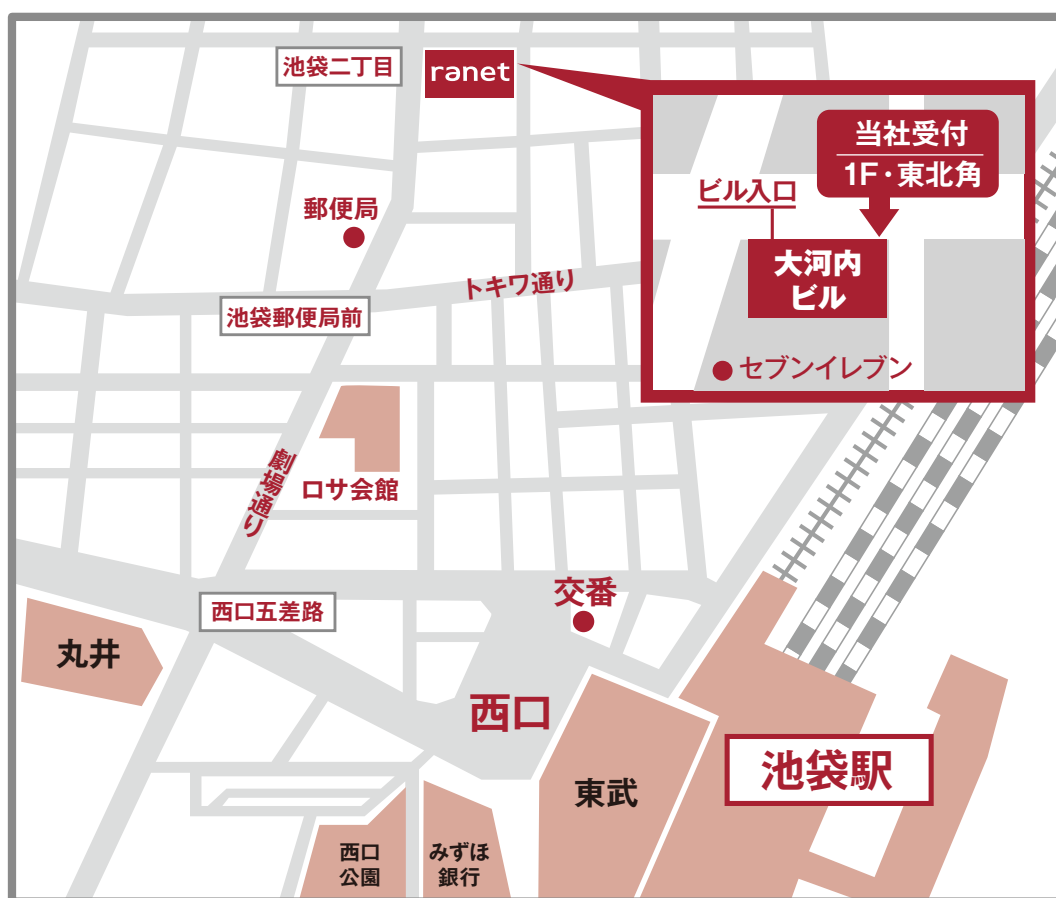 池袋二丁目
ranet
当社受付
1F・東北角
ビル入口
大河内
ビル
セブンイレブン
郵便局
トキワ通り
池袋郵便局前
劇場通り
ロサ会館
交番
西口五差路
丸井
西口
池袋駅
東武
西口
公園
みずほ
銀行